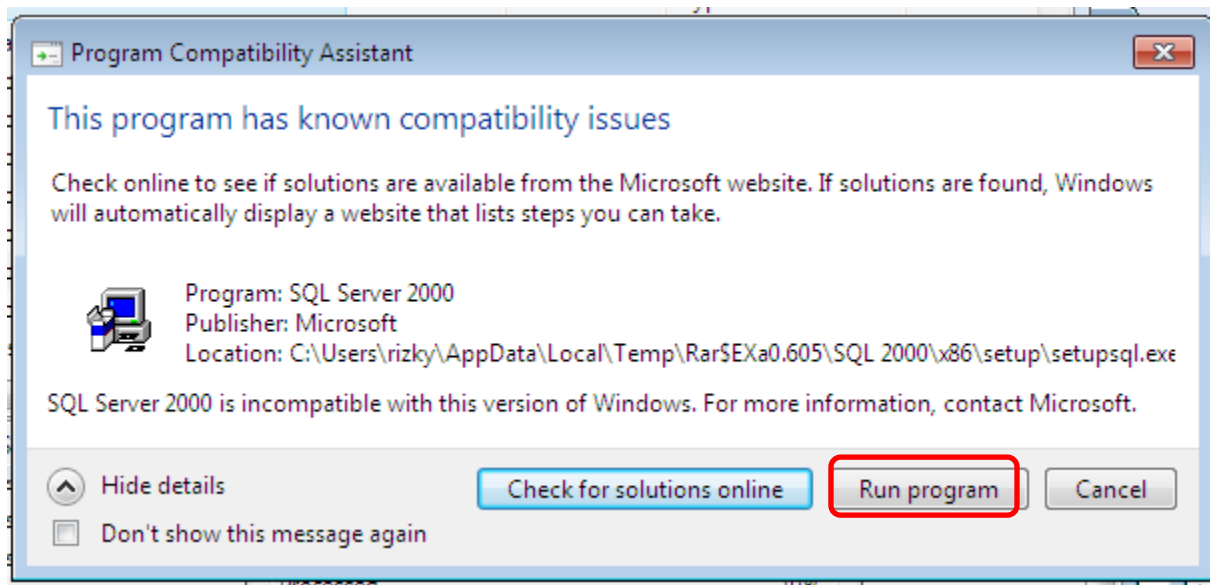 Program Compatibility Assistant
This program has known compatibility issues
Check online to see if solutions are available from the Microsoft website. If solutions are found, Windows
will automatically display a website that lists steps you can take.
Program: SQL Server 2000
Publisher: Microsoft
Location: C:\Users\rizky\AppData\Local\Temp\Rar$EXa0.605\SQL 2000\x86\setup\setupsql.exe
SQL Server 2000 is incompatible with this version of Windows. For more information, contact Microsoft.
Hide details
Check for solutions online
Run program
Cancel
Don't show this message again